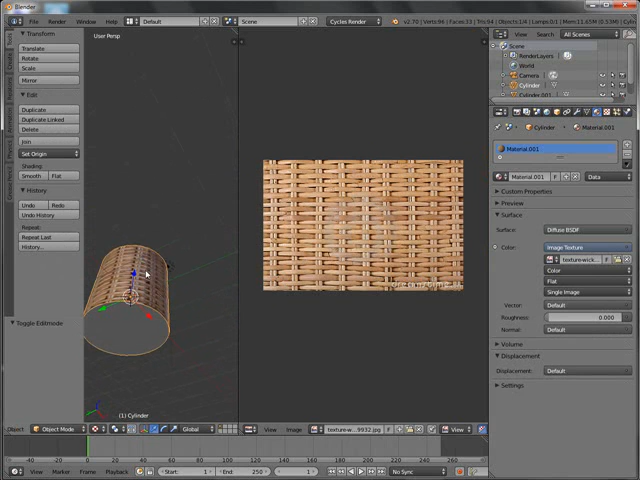 Blender
File Render Window Help Default Scene Cycles Render v2.70 | Verts:96 | Faces:33 | Tris:94 | Objects:1/4 | Lamps:0/1 | Mem:11.65M (0.53M) | Cylin
Transform
Translate
Rotate
Scale
Mirror
Edit
Duplicate
Duplicate Linked
Delete
Join
Set Origin
Shading:
Smooth Flat
History
Undo Redo
Undo History
Repeat:
Repeat Last
History...
Toggle Editmode
User Persp
(1) Cylinder
Object Object Mode Global
View Image texture-w...9932.jpg F View
View Search All Scenes
Scene
RenderLayers
World
Camera
Cylinder
Cylinder.001
Cylinder Material.001
Material.001
Material.001 F Data
Custom Properties
Preview
Surface
Surface: Diffuse BSDF
Color: Image Texture
texture-wick F
Color
Flat
Single Image
Vector: Default
Roughness: 0.000
Normal: Default
Volume
Displacement
Displacement: Default
Settings
-40 -20 0 20 40 60 80 100 120 140 160 180 200 220 240 260
View Marker Frame Playback Start: 1 End: 250 1 No Sync